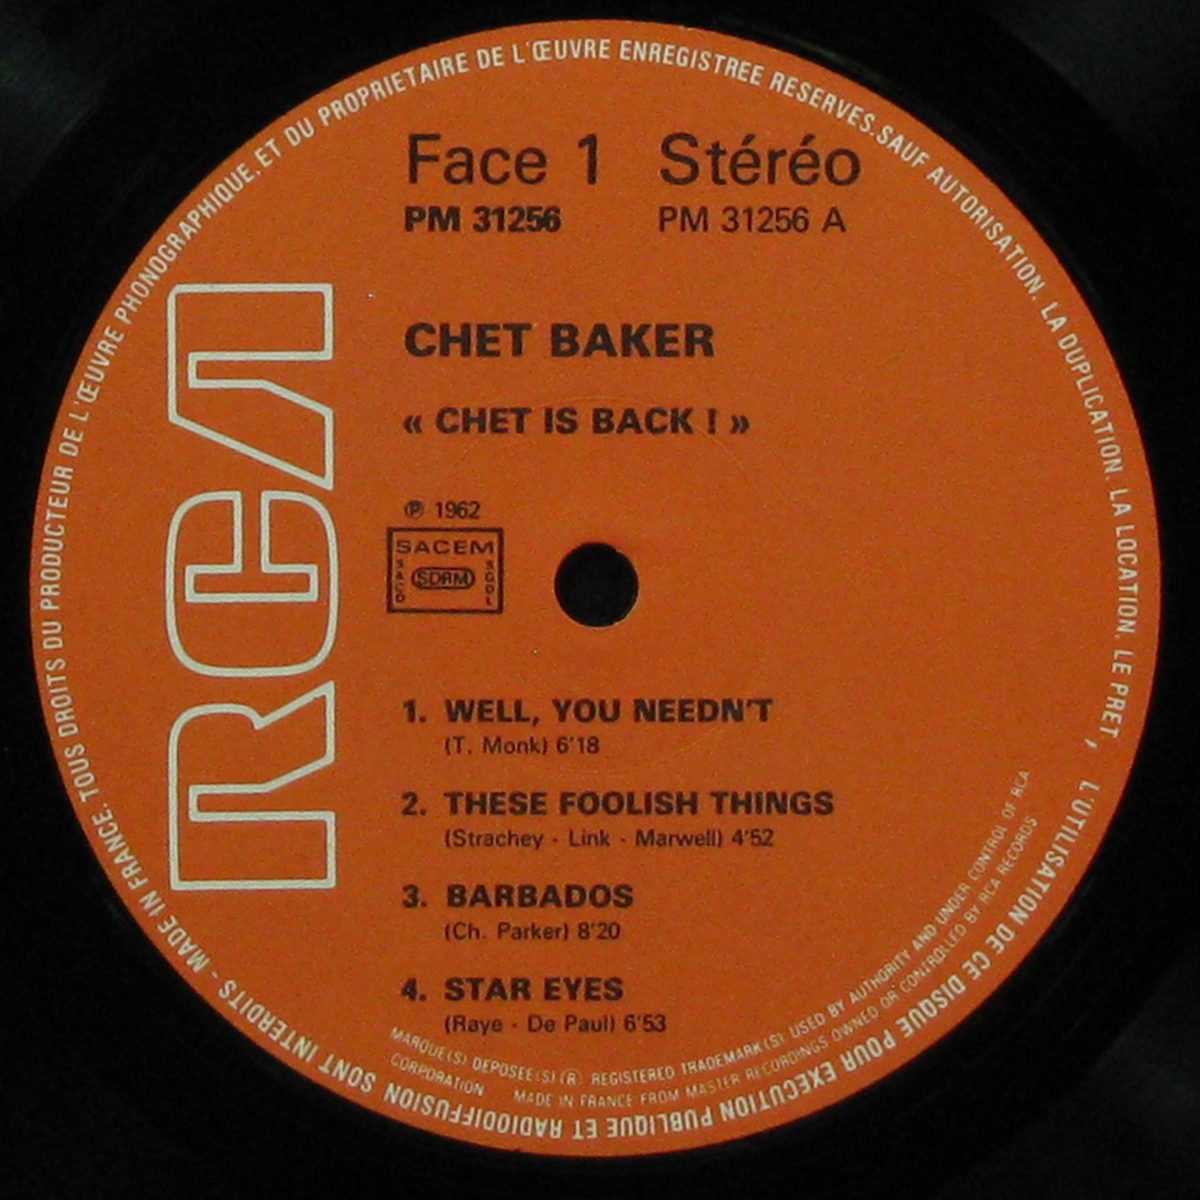 TOUS DROITS DU PRODUCTEUR DE L'ŒUVRE PHONOGRAPHIQUE. ET DU PROPRIETAIRE DE L'ŒUVRE ENREGISTREE RESERVES. SAUF AUTORISATION. LA DUPLICATION. LA LOCATION. LE PRET, L'UTILISATION DE CE DISQUE POUR EXECUTION PUBLIQUE ET RADIODIFFUSION SONT INTERDITS - MADE IN FRANCE.
Face 1 Stéréo
PM 31256 PM 31256 A
RCA
CHET BAKER
« CHET IS BACK ! »
℗ 1962
SACEM
SACD SDRM SGDL
1. WELL, YOU NEEDN'T
(T. Monk) 6'18
2. THESE FOOLISH THINGS
(Strachey - Link - Marwell) 4'52
3. BARBADOS
(Ch. Parker) 8'20
4. STAR EYES
(Raye - De Paul) 6'53
MARQUE(S) DEPOSEE(S) (R) REGISTERED TRADEMARK(S) USED BY AUTHORITY AND UNDER CONTROL OF RCA
CORPORATION MADE IN FRANCE FROM MASTER RECORDINGS OWNED OR CONTROLLED BY RCA RECORDS